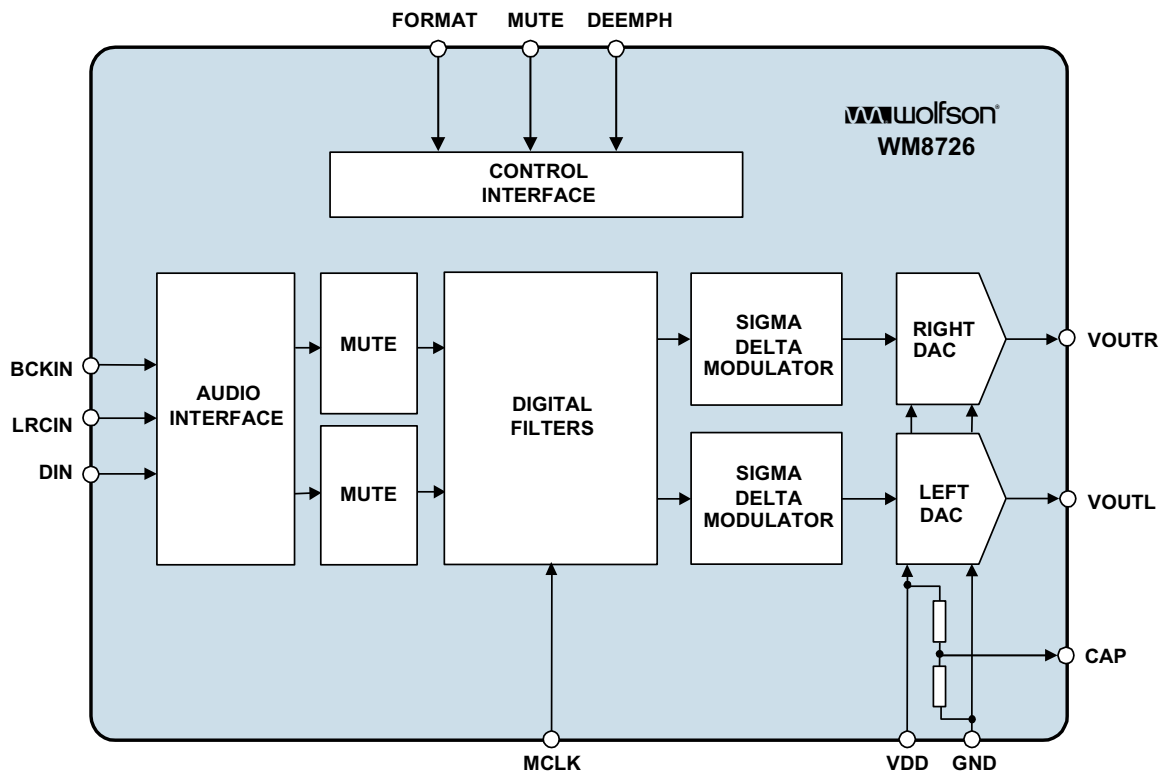 FORMAT MUTE DEEMPH
wolfson®
WM8726
CONTROL
INTERFACE
AUDIO
INTERFACE
MUTE
MUTE
DIGITAL
FILTERS
SIGMA
DELTA
MODULATOR
SIGMA
DELTA
MODULATOR
RIGHT
DAC
LEFT
DAC
BCKIN
LRCIN
DIN
VOUTR
VOUTL
CAP
MCLK
VDD GND